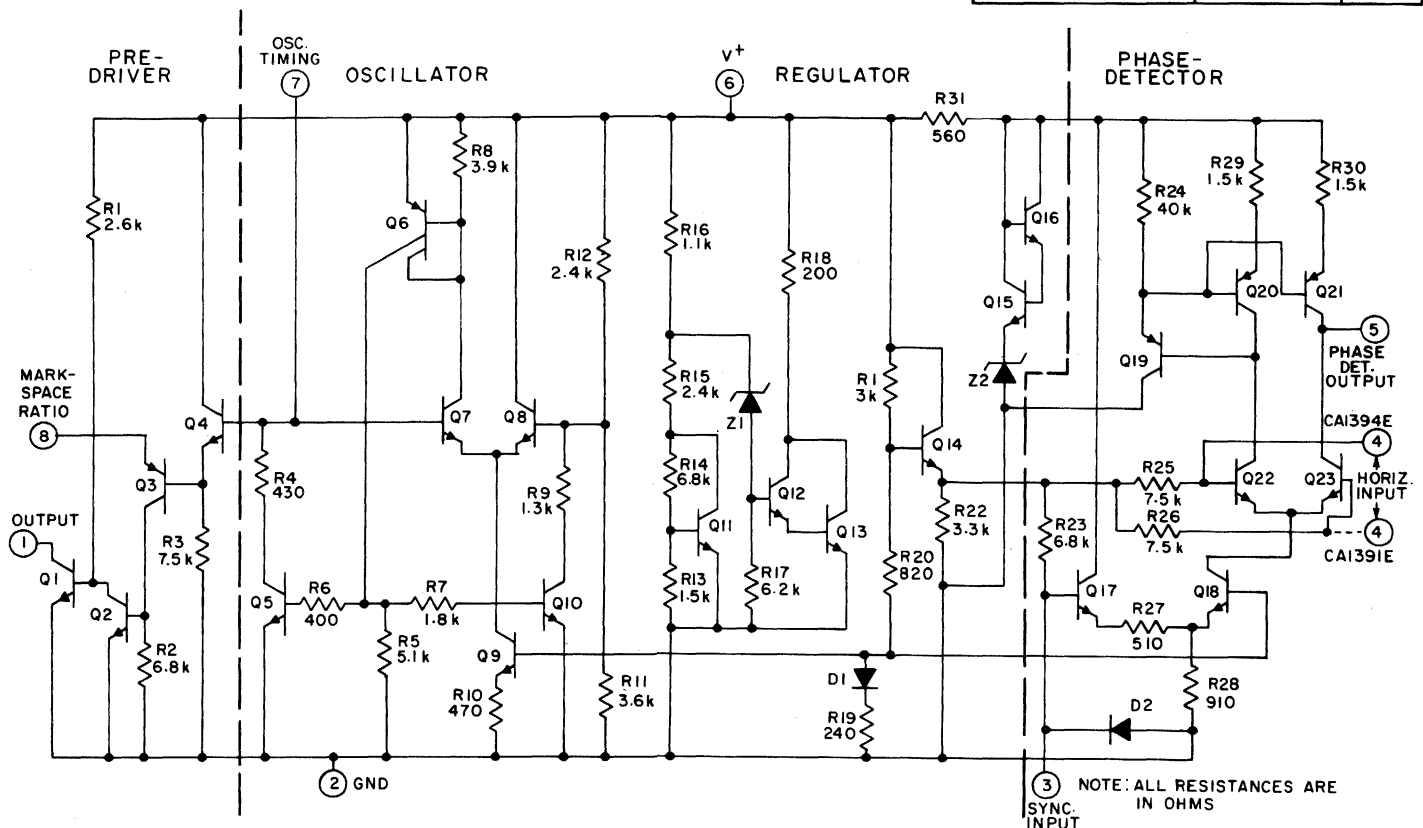 PRE-
DRIVER
OSC.
TIMING
7
OSCILLATOR
V+
6
REGULATOR
PHASE-
DETECTOR
R31
560
R8
3.9k
R1
2.6k
Q6
R12
2.4k
R16
1.1k
R18
200
Q16
Q15
R24
40k
R29
1.5k
R30
1.5k
Q20
Q21
5
PHASE
DET.
OUTPUT
MARK-
SPACE
RATIO
8
Q4
Q7
Q8
R15
2.4k
Z1
R1
3k
Z2
Q19
Q14
CA1394E
4
HORIZ.
INPUT
4
CA1391E
Q3
R4
430
R9
1.3k
R14
6.8k
Q12
Q11
Q13
R25
7.5k
R26
7.5k
Q22
Q23
OUTPUT
1
R3
7.5k
R22
3.3k
R23
6.8k
R20
820
Q1
Q2
Q5
R6
400
R7
1.8k
Q10
R13
1.5k
R17
6.2k
Q17
Q18
R27
510
R2
6.8k
R5
5.1k
Q9
R10
470
R11
3.6k
D1
R19
240
R28
910
D2
2
GND
3
SYNC.
INPUT
NOTE: ALL RESISTANCES ARE
IN OHMS